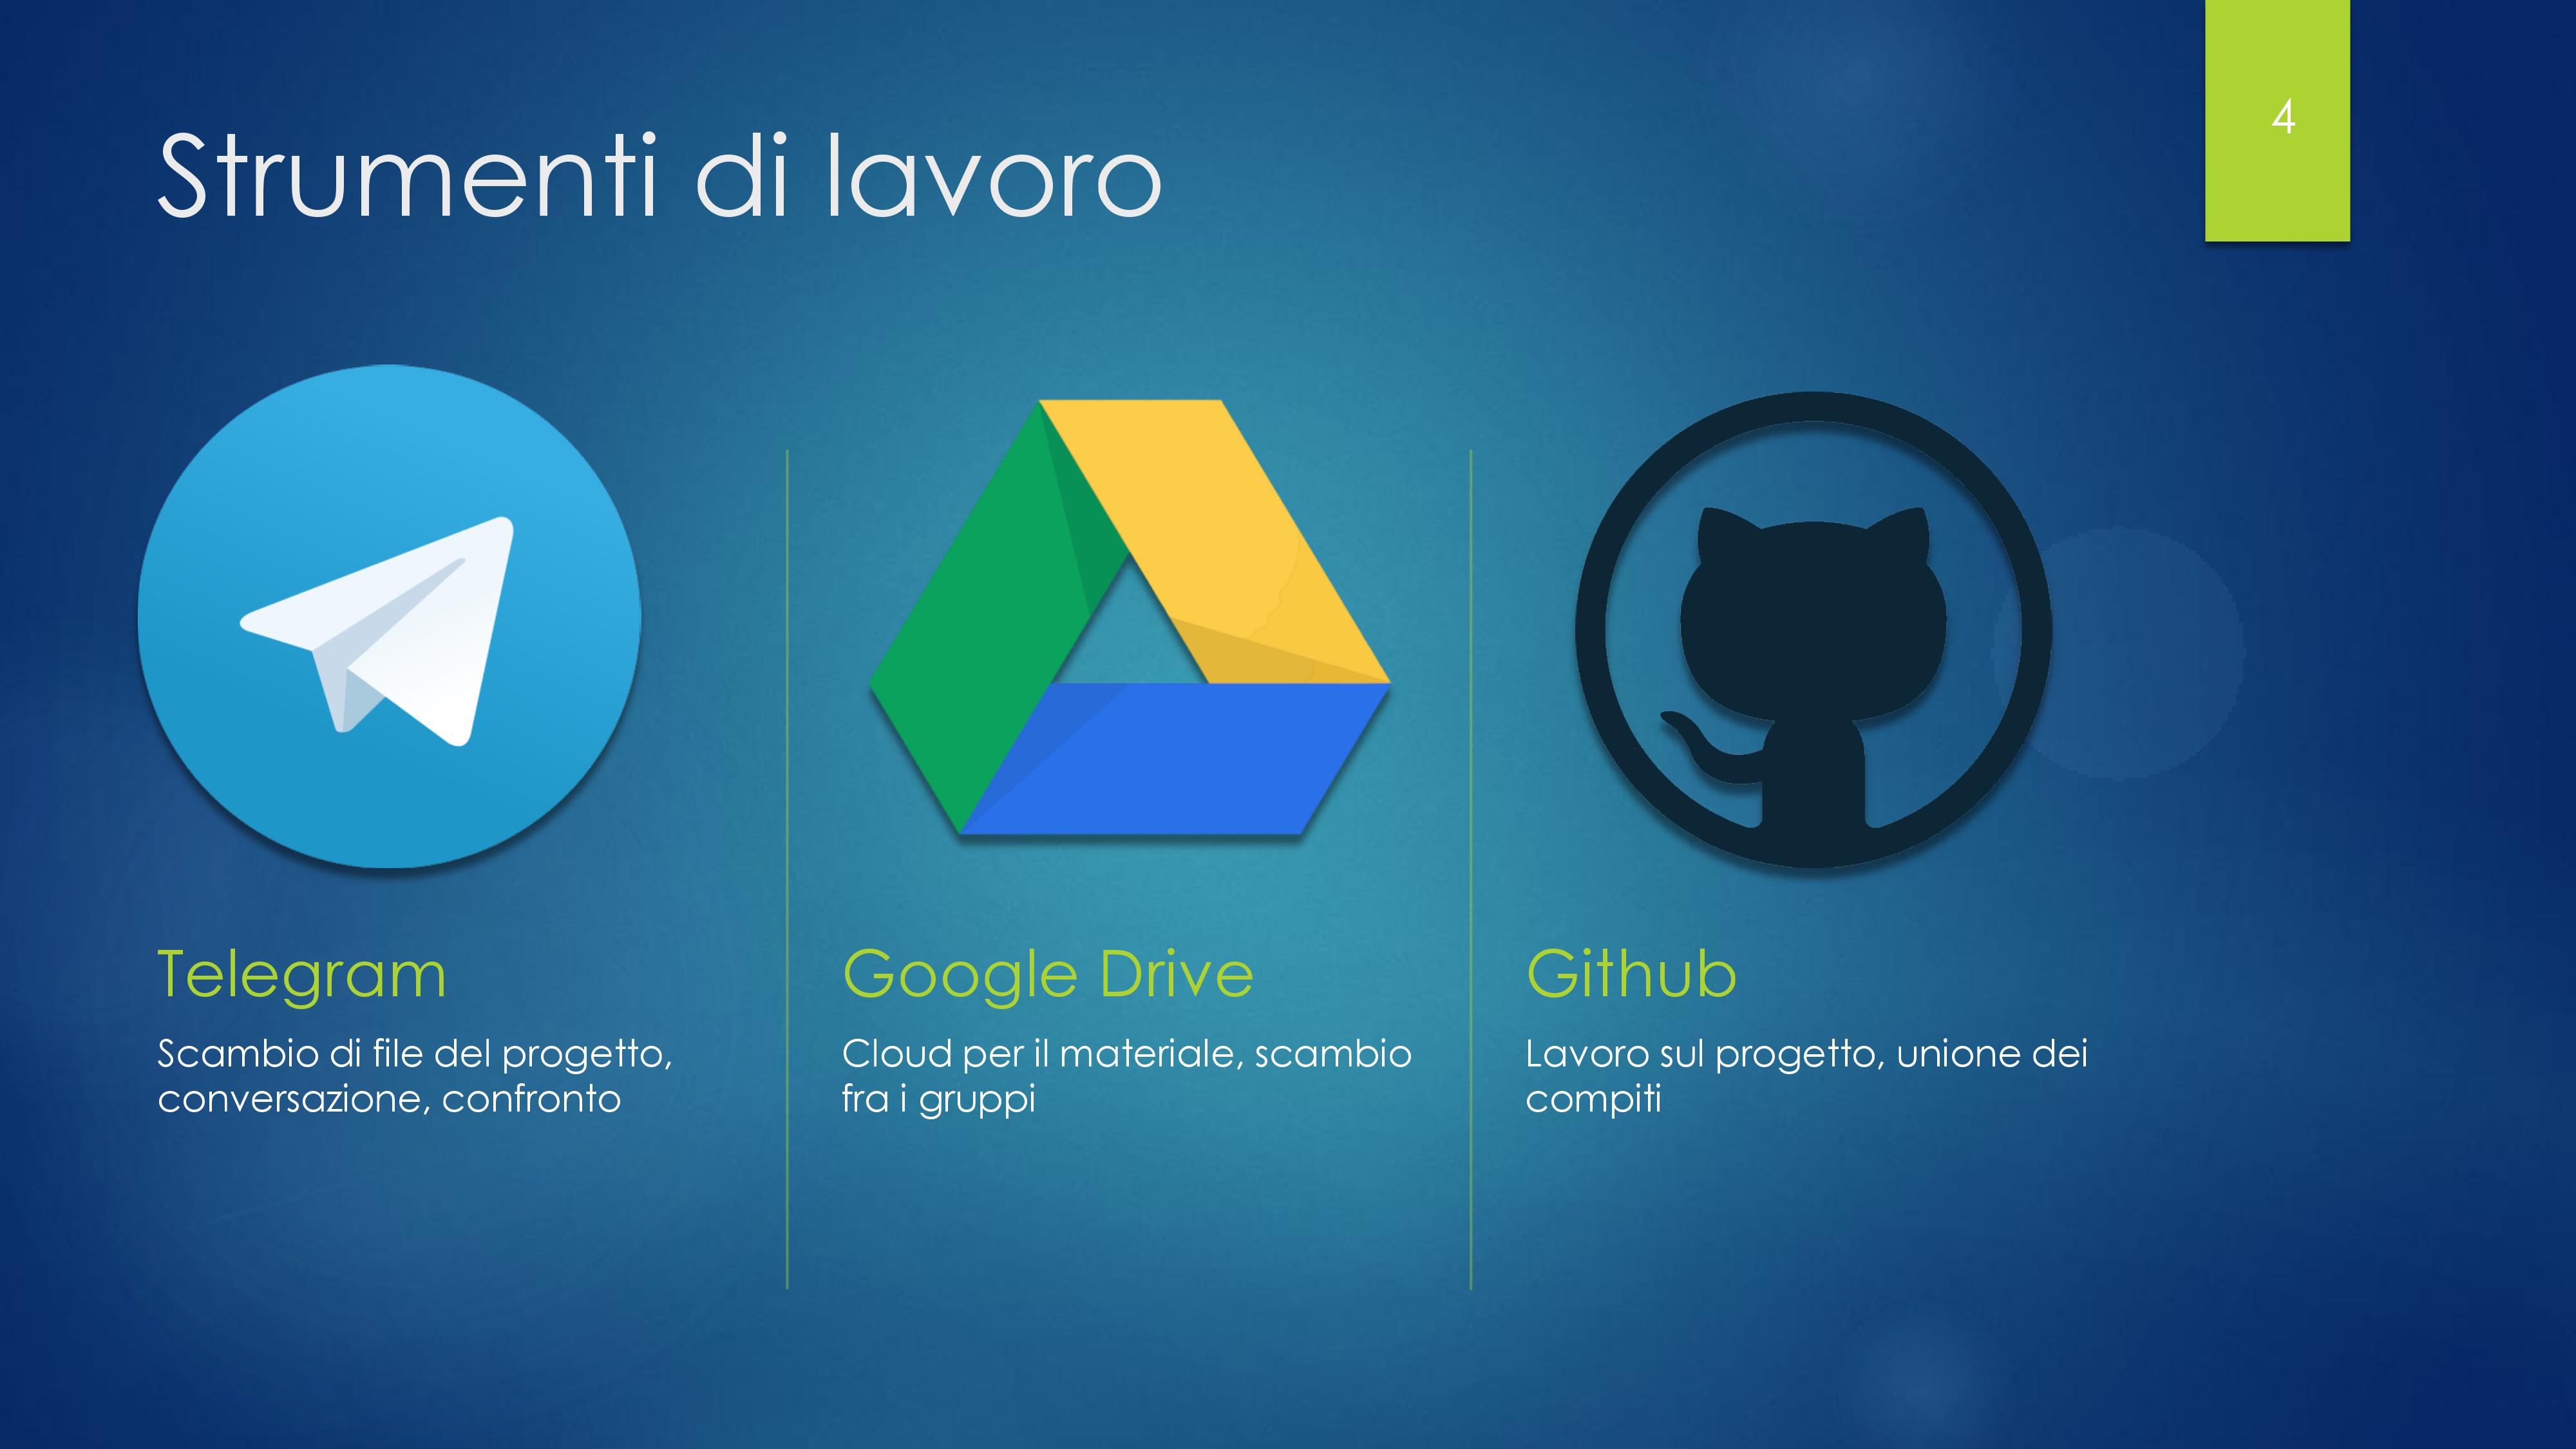 4
Strumenti di lavoro
Telegram
Scambio di file del progetto,
conversazione, confronto
Google Drive
Cloud per il materiale, scambio
fra i gruppi
Github
Lavoro sul progetto, unione dei
compiti